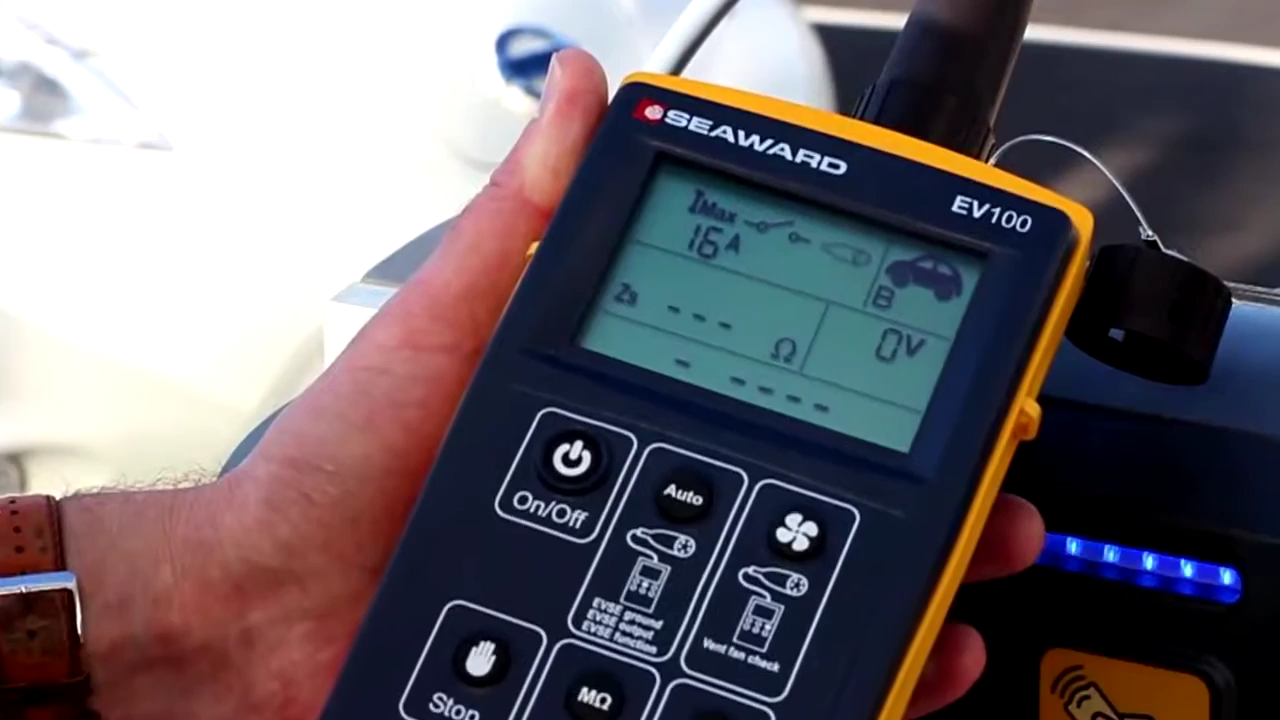 SEAWARD
EV100
IMax
16A
B
Zs
---
Ω
0V
- ----
On/Off
Auto
EVSE ground
EVSE output
EVSE function
Vent fan check
Stop
MΩ